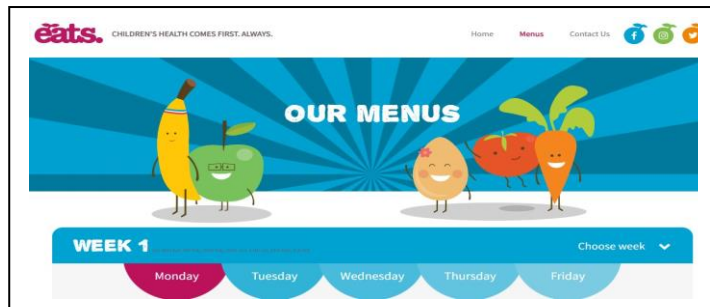 eats. CHILDREN'S HEALTH COMES FIRST. ALWAYS. Home Menus Contact Us
OUR MENUS
WEEK 1 Choose week
Monday Tuesday Wednesday Thursday Friday